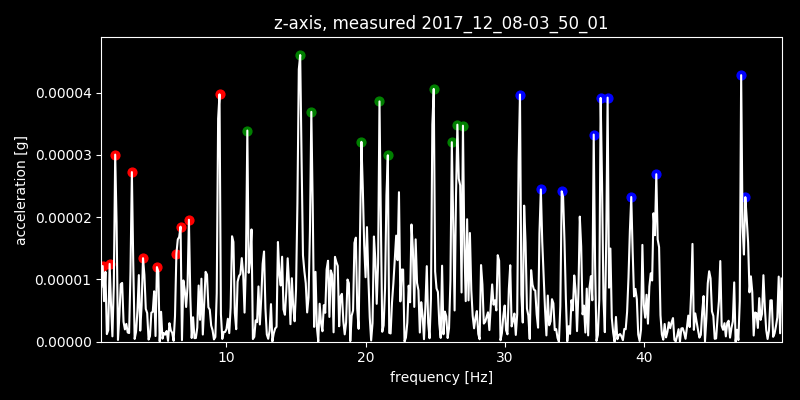 z-axis, measured 2017_12_08-03_50_01
0.00004
0.00003
0.00002
0.00001
0.00000
acceleration [g]
10 20 30 40
frequency [Hz]